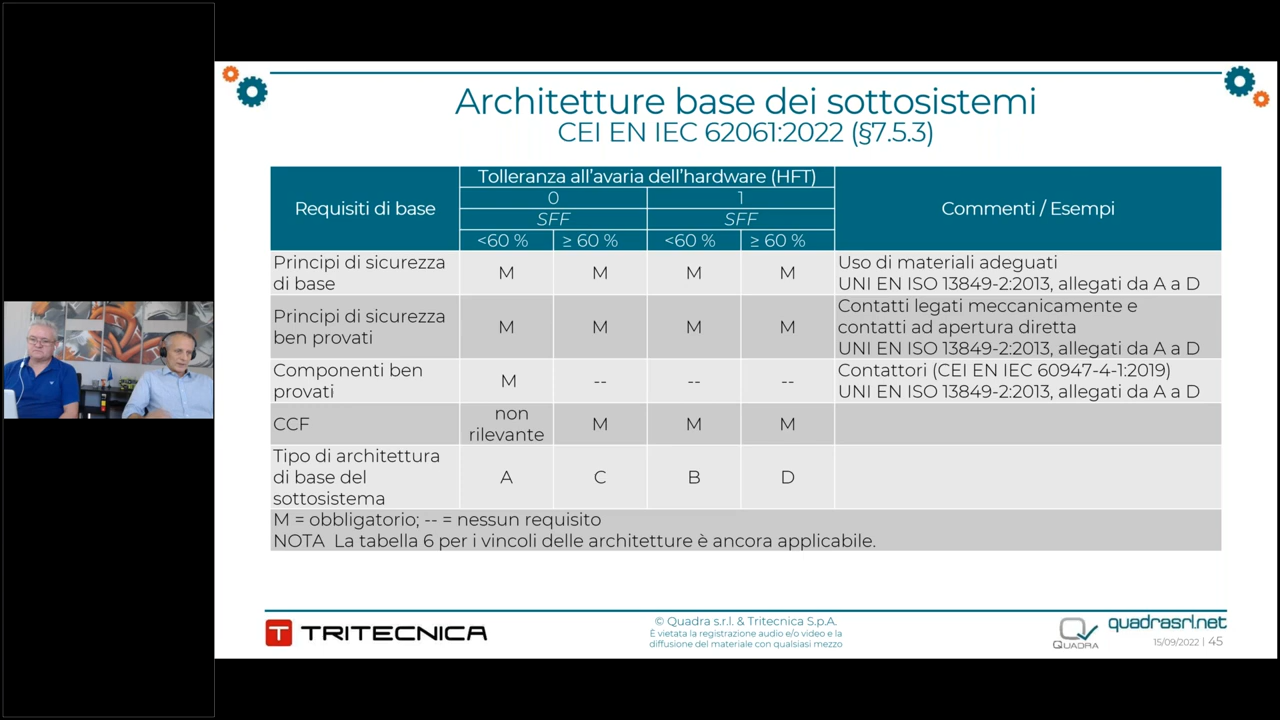 Architetture base dei sottosistemi
CEI EN IEC 62061:2022 (§7.5.3)
Requisiti di base
Tolleranza all'avaria dell'hardware (HFT)
Commenti / Esempi
0
1
SFF
SFF
<60 %
≥ 60 %
<60 %
≥ 60 %
Principi di sicurezza
di base
M
M
M
M
Uso di materiali adeguati
UNI EN ISO 13849-2:2013, allegati da A a D
Principi di sicurezza
ben provati
M
M
M
M
Contatti legati meccanicamente e
contatti ad apertura diretta
UNI EN ISO 13849-2:2013, allegati da A a D
Componenti ben
provati
M
--
--
--
Contattori (CEI EN IEC 60947-4-1:2019)
UNI EN ISO 13849-2:2013, allegati da A a D
CCF
non
rilevante
M
M
M
Tipo di architettura
di base del
sottosistema
A
C
B
D
M = obbligatorio; -- = nessun requisito
NOTA La tabella 6 per i vincoli delle architetture è ancora applicabile.
T TRITECNICA
© Quadra s.r.l. & Tritecnica S.p.A.
È vietata la registrazione audio e/o video e la
diffusione del materiale con qualsiasi mezzo
QUADRA
quadrasrl.net
15/09/2022 | 45